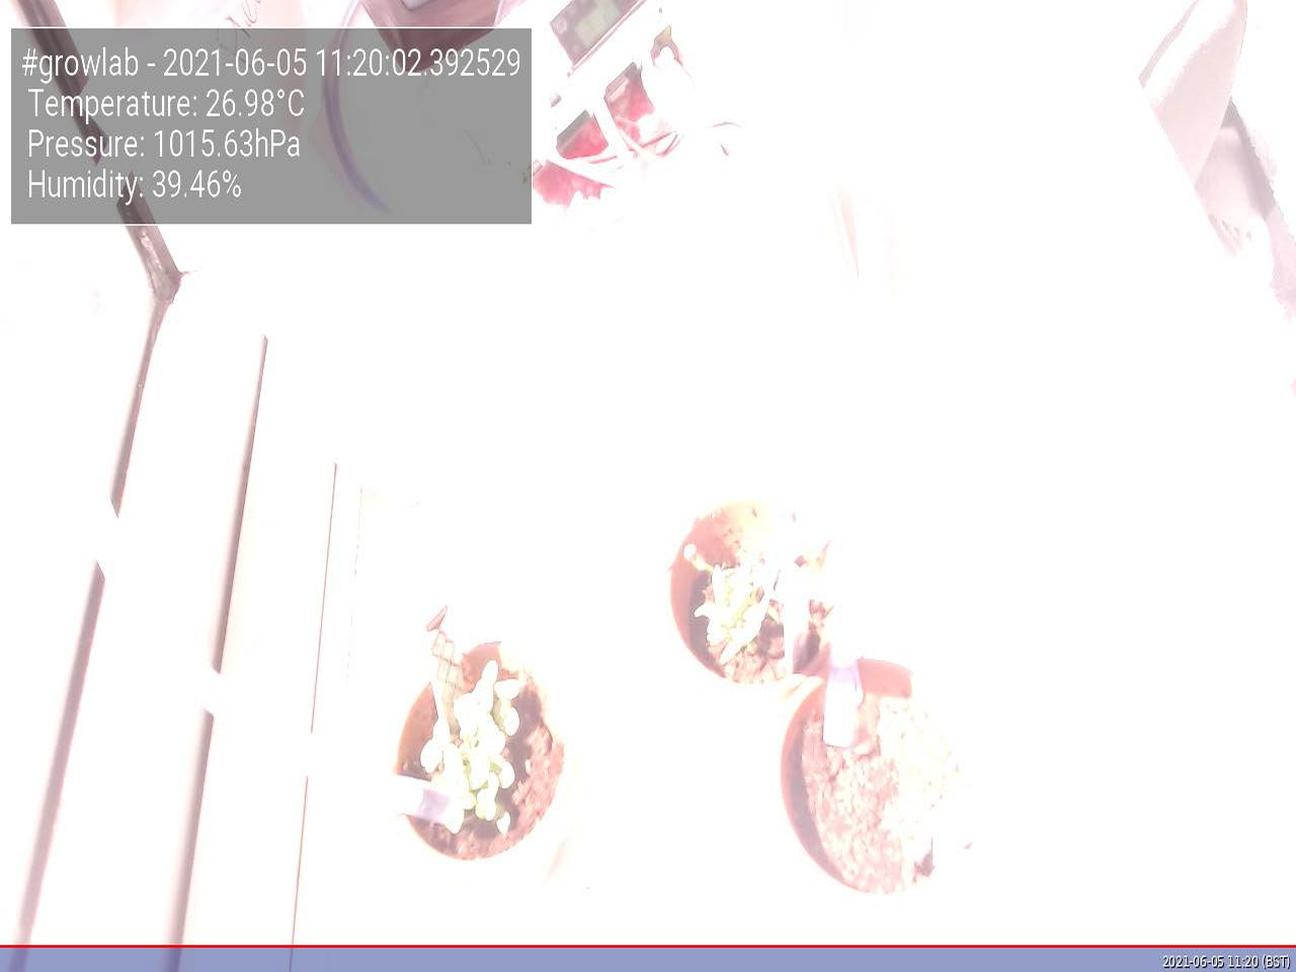 #growlab - 2021-06-05 11:20:02.392529
Temperature: 26.98°C
Pressure: 1015.63hPa
Humidity: 39.46%
2021-06-05 11:20 (BST)